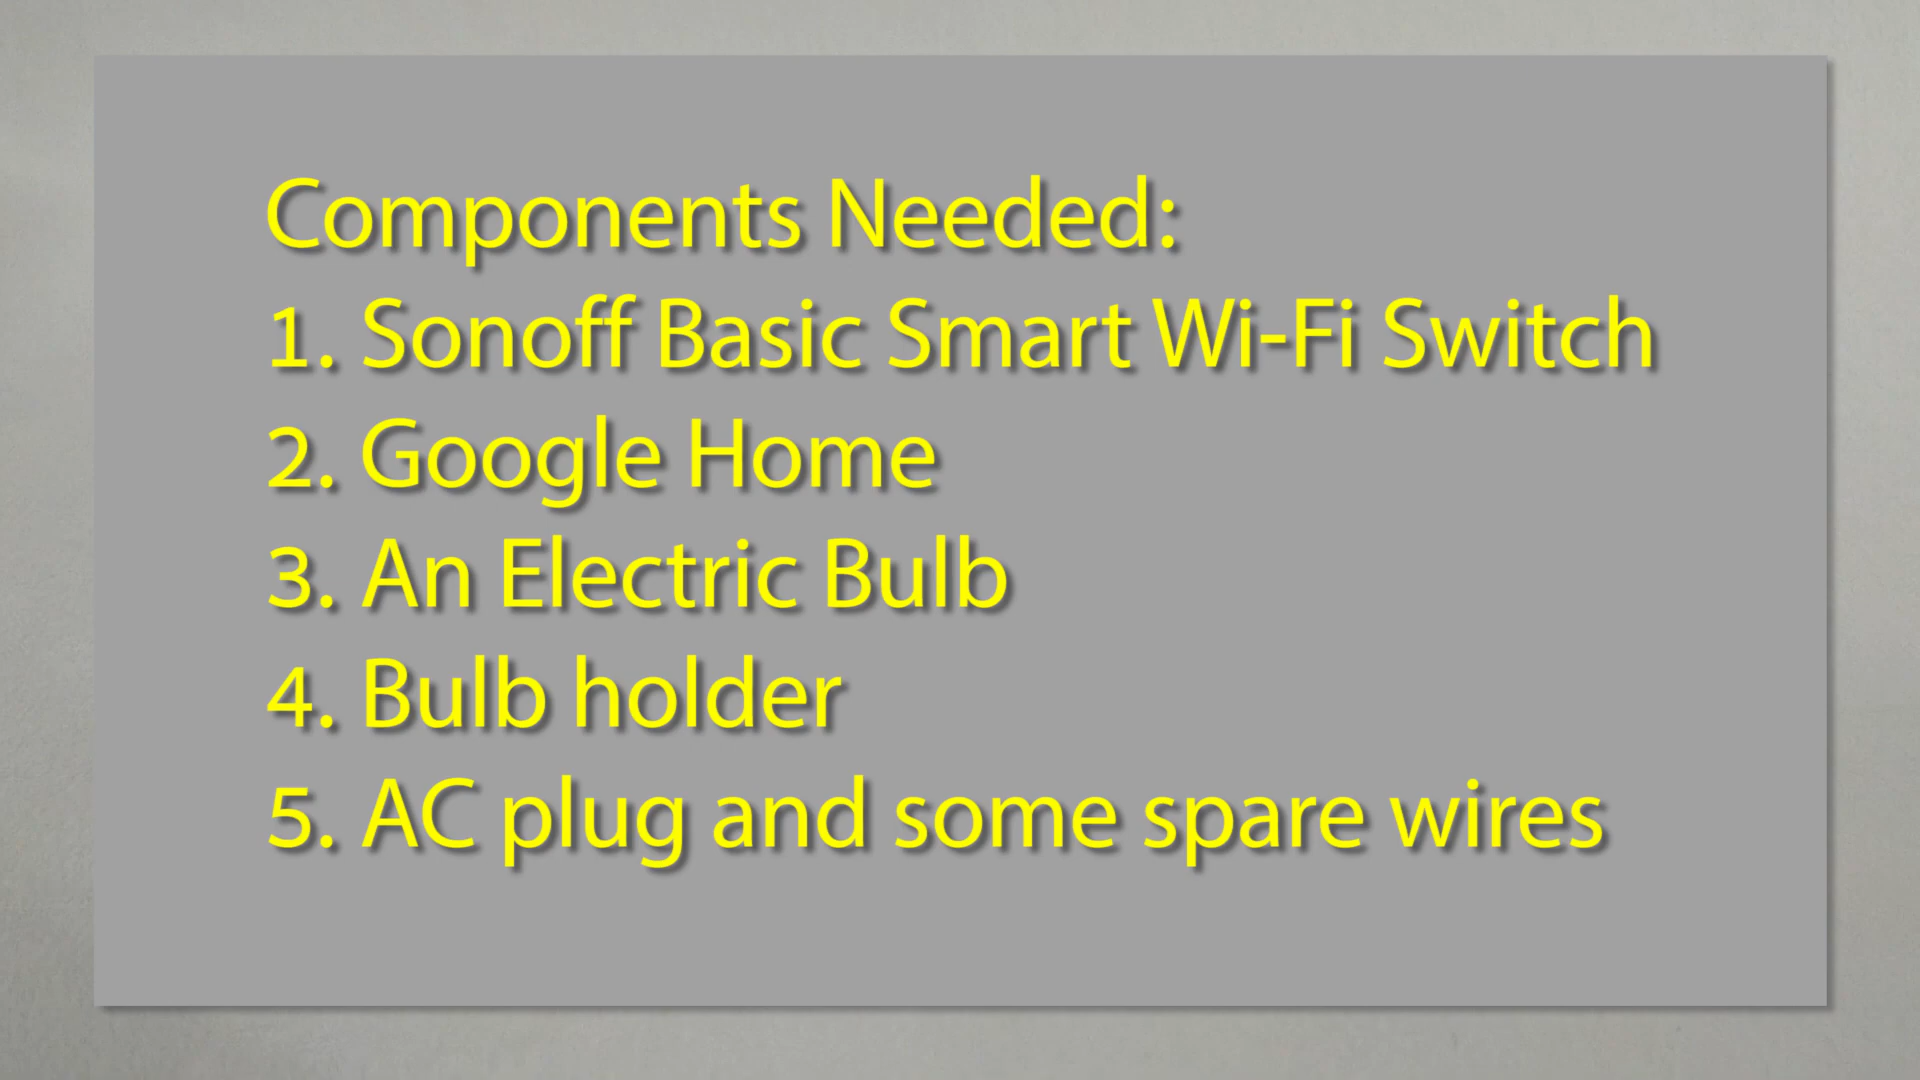 Components Needed:
1. Sonoff Basic Smart Wi-Fi Switch
2. Google Home
3. An Electric Bulb
4. Bulb holder
5. AC plug and some spare wires